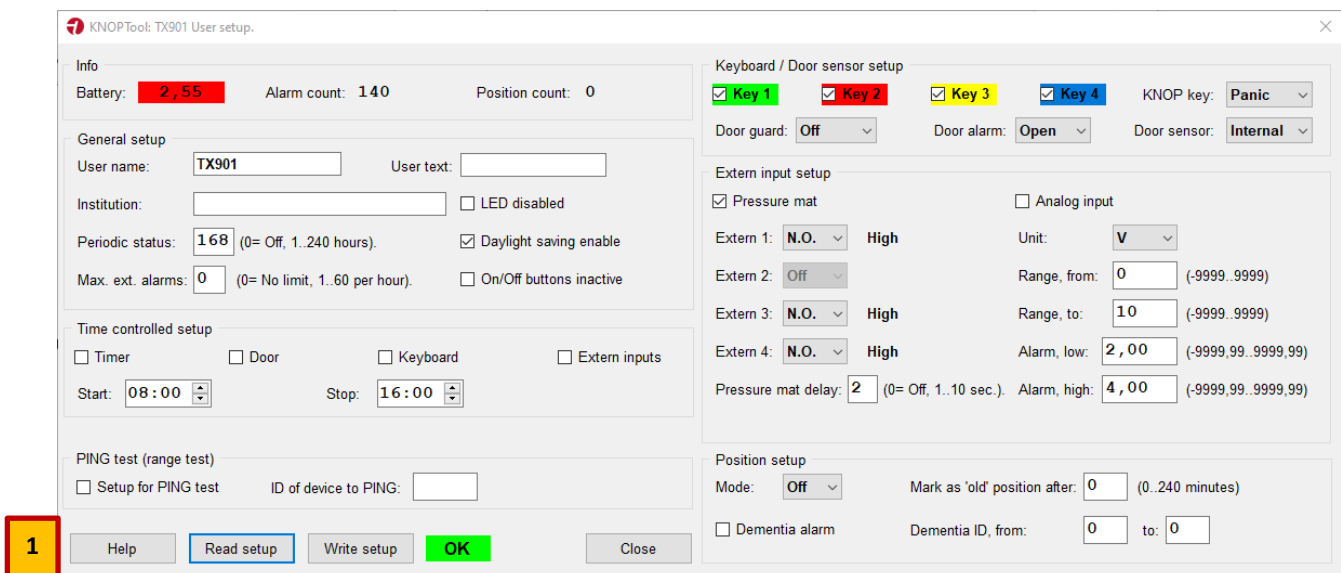 KNOPTool: TX901 User setup.
Info
Battery: 2,55 Alarm count: 140 Position count: 0
General setup
User name: TX901 User text:
Institution: LED disabled
Periodic status: 168 (0= Off, 1..240 hours). Daylight saving enable
Max. ext. alarms: 0 (0= No limit, 1..60 per hour). On/Off buttons inactive
Time controlled setup
Timer Door Keyboard Extern inputs
Start: 08:00 Stop: 16:00
PING test (range test)
Setup for PING test ID of device to PING:
1 Help Read setup Write setup OK Close
Keyboard / Door sensor setup
Key 1 Key 2 Key 3 Key 4 KNOP key: Panic
Door guard: Off Door alarm: Open Door sensor: Internal
Extern input setup
Pressure mat Analog input
Extern 1: N.O. High Unit: V
Extern 2: Off Range, from: 0 (-9999..9999)
Extern 3: N.O. High Range, to: 10 (-9999..9999)
Extern 4: N.O. High Alarm, low: 2,00 (-9999,99..9999,99)
Pressure mat delay: 2 (0= Off, 1..10 sec.). Alarm, high: 4,00 (-9999,99..9999,99)
Position setup
Mode: Off Mark as 'old' position after: 0 (0..240 minutes)
Dementia alarm Dementia ID, from: 0 to: 0